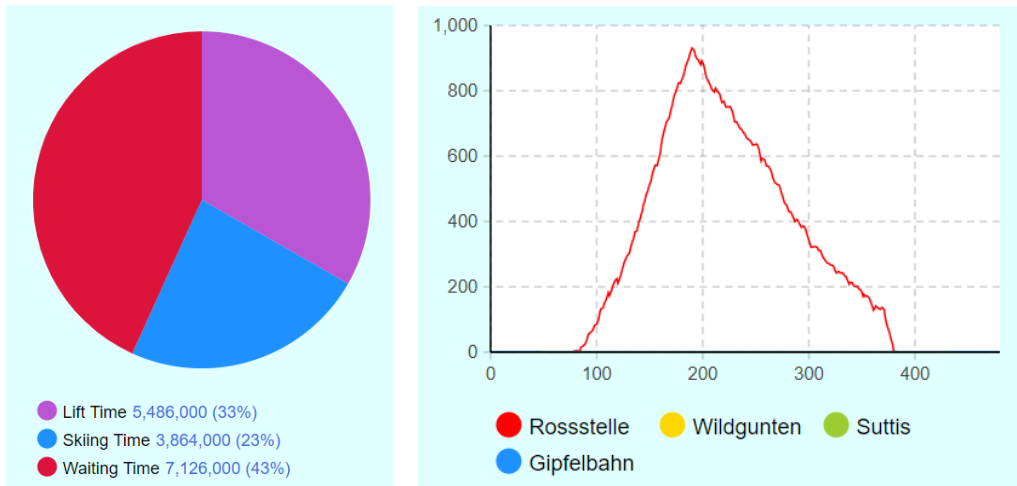 Lift Time 5,486,000 (33%)
Skiing Time 3,864,000 (23%)
Waiting Time 7,126,000 (43%)
1,000
800
600
400
200
0
0 100 200 300 400
Rossstelle Wildgunten Suttis
Gipfelbahn